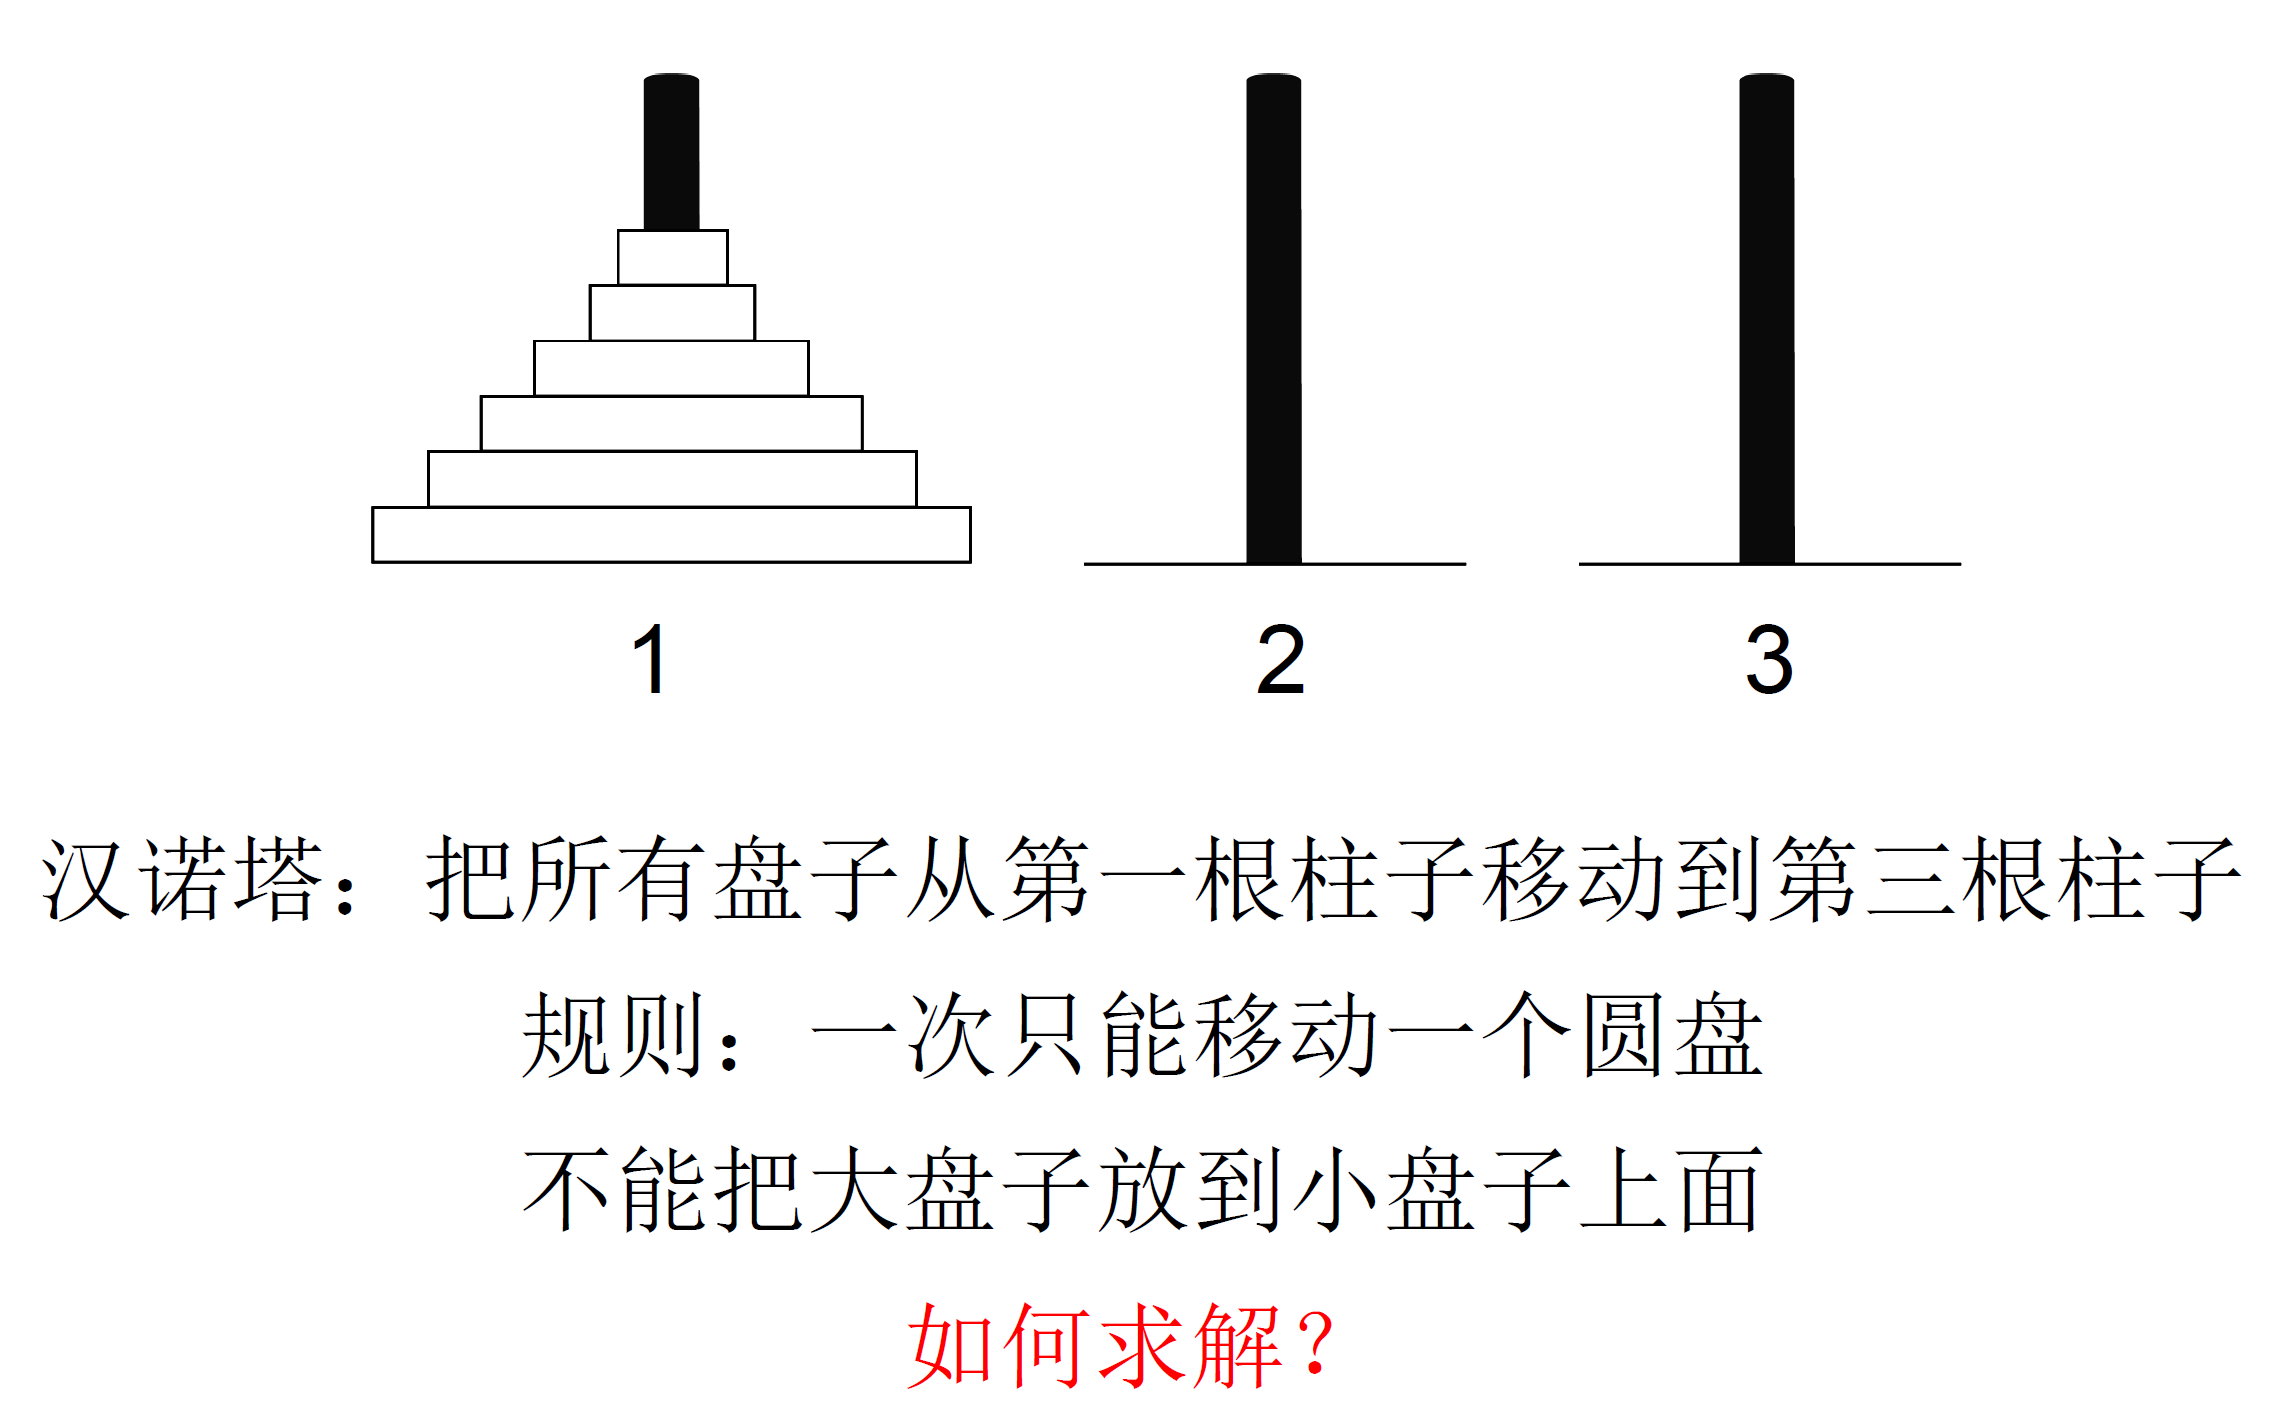 1 2 3
汉诺塔：把所有盘子从第一根柱子移动到第三根柱子
规则：一次只能移动一个圆盘
不能把大盘子放到小盘子上面
如何求解？